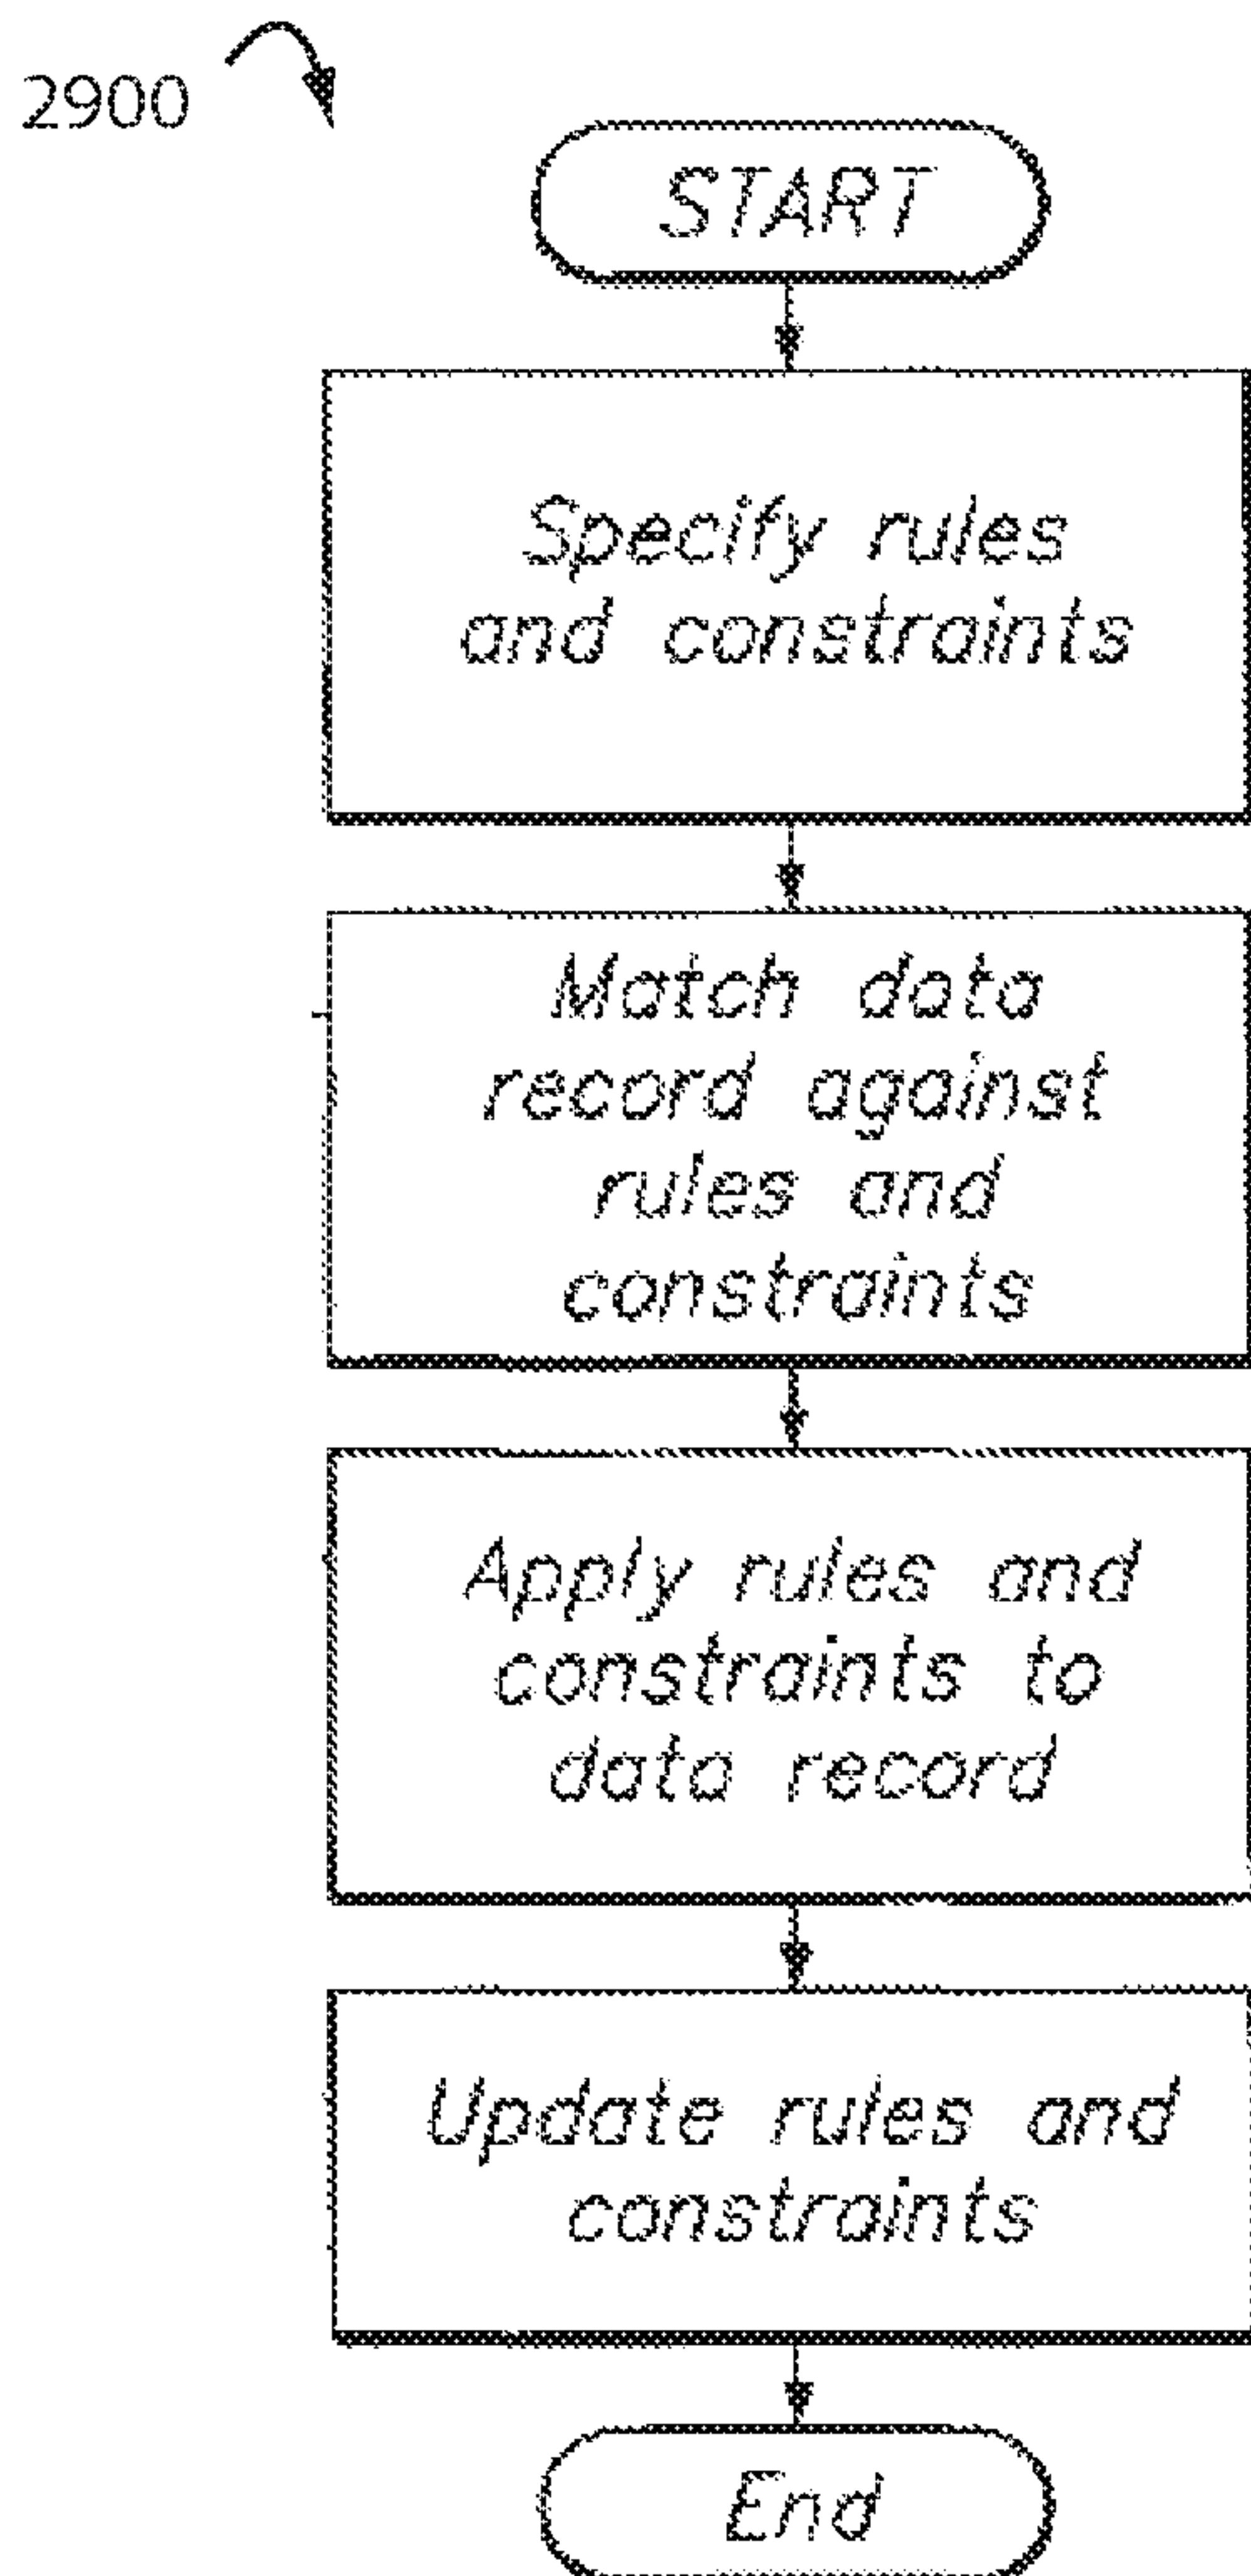 2900
START
Specify rules
and constraints
Match data
record against
rules and
constraints
Apply rules and
constraints to
data record
Update rules and
constraints
End